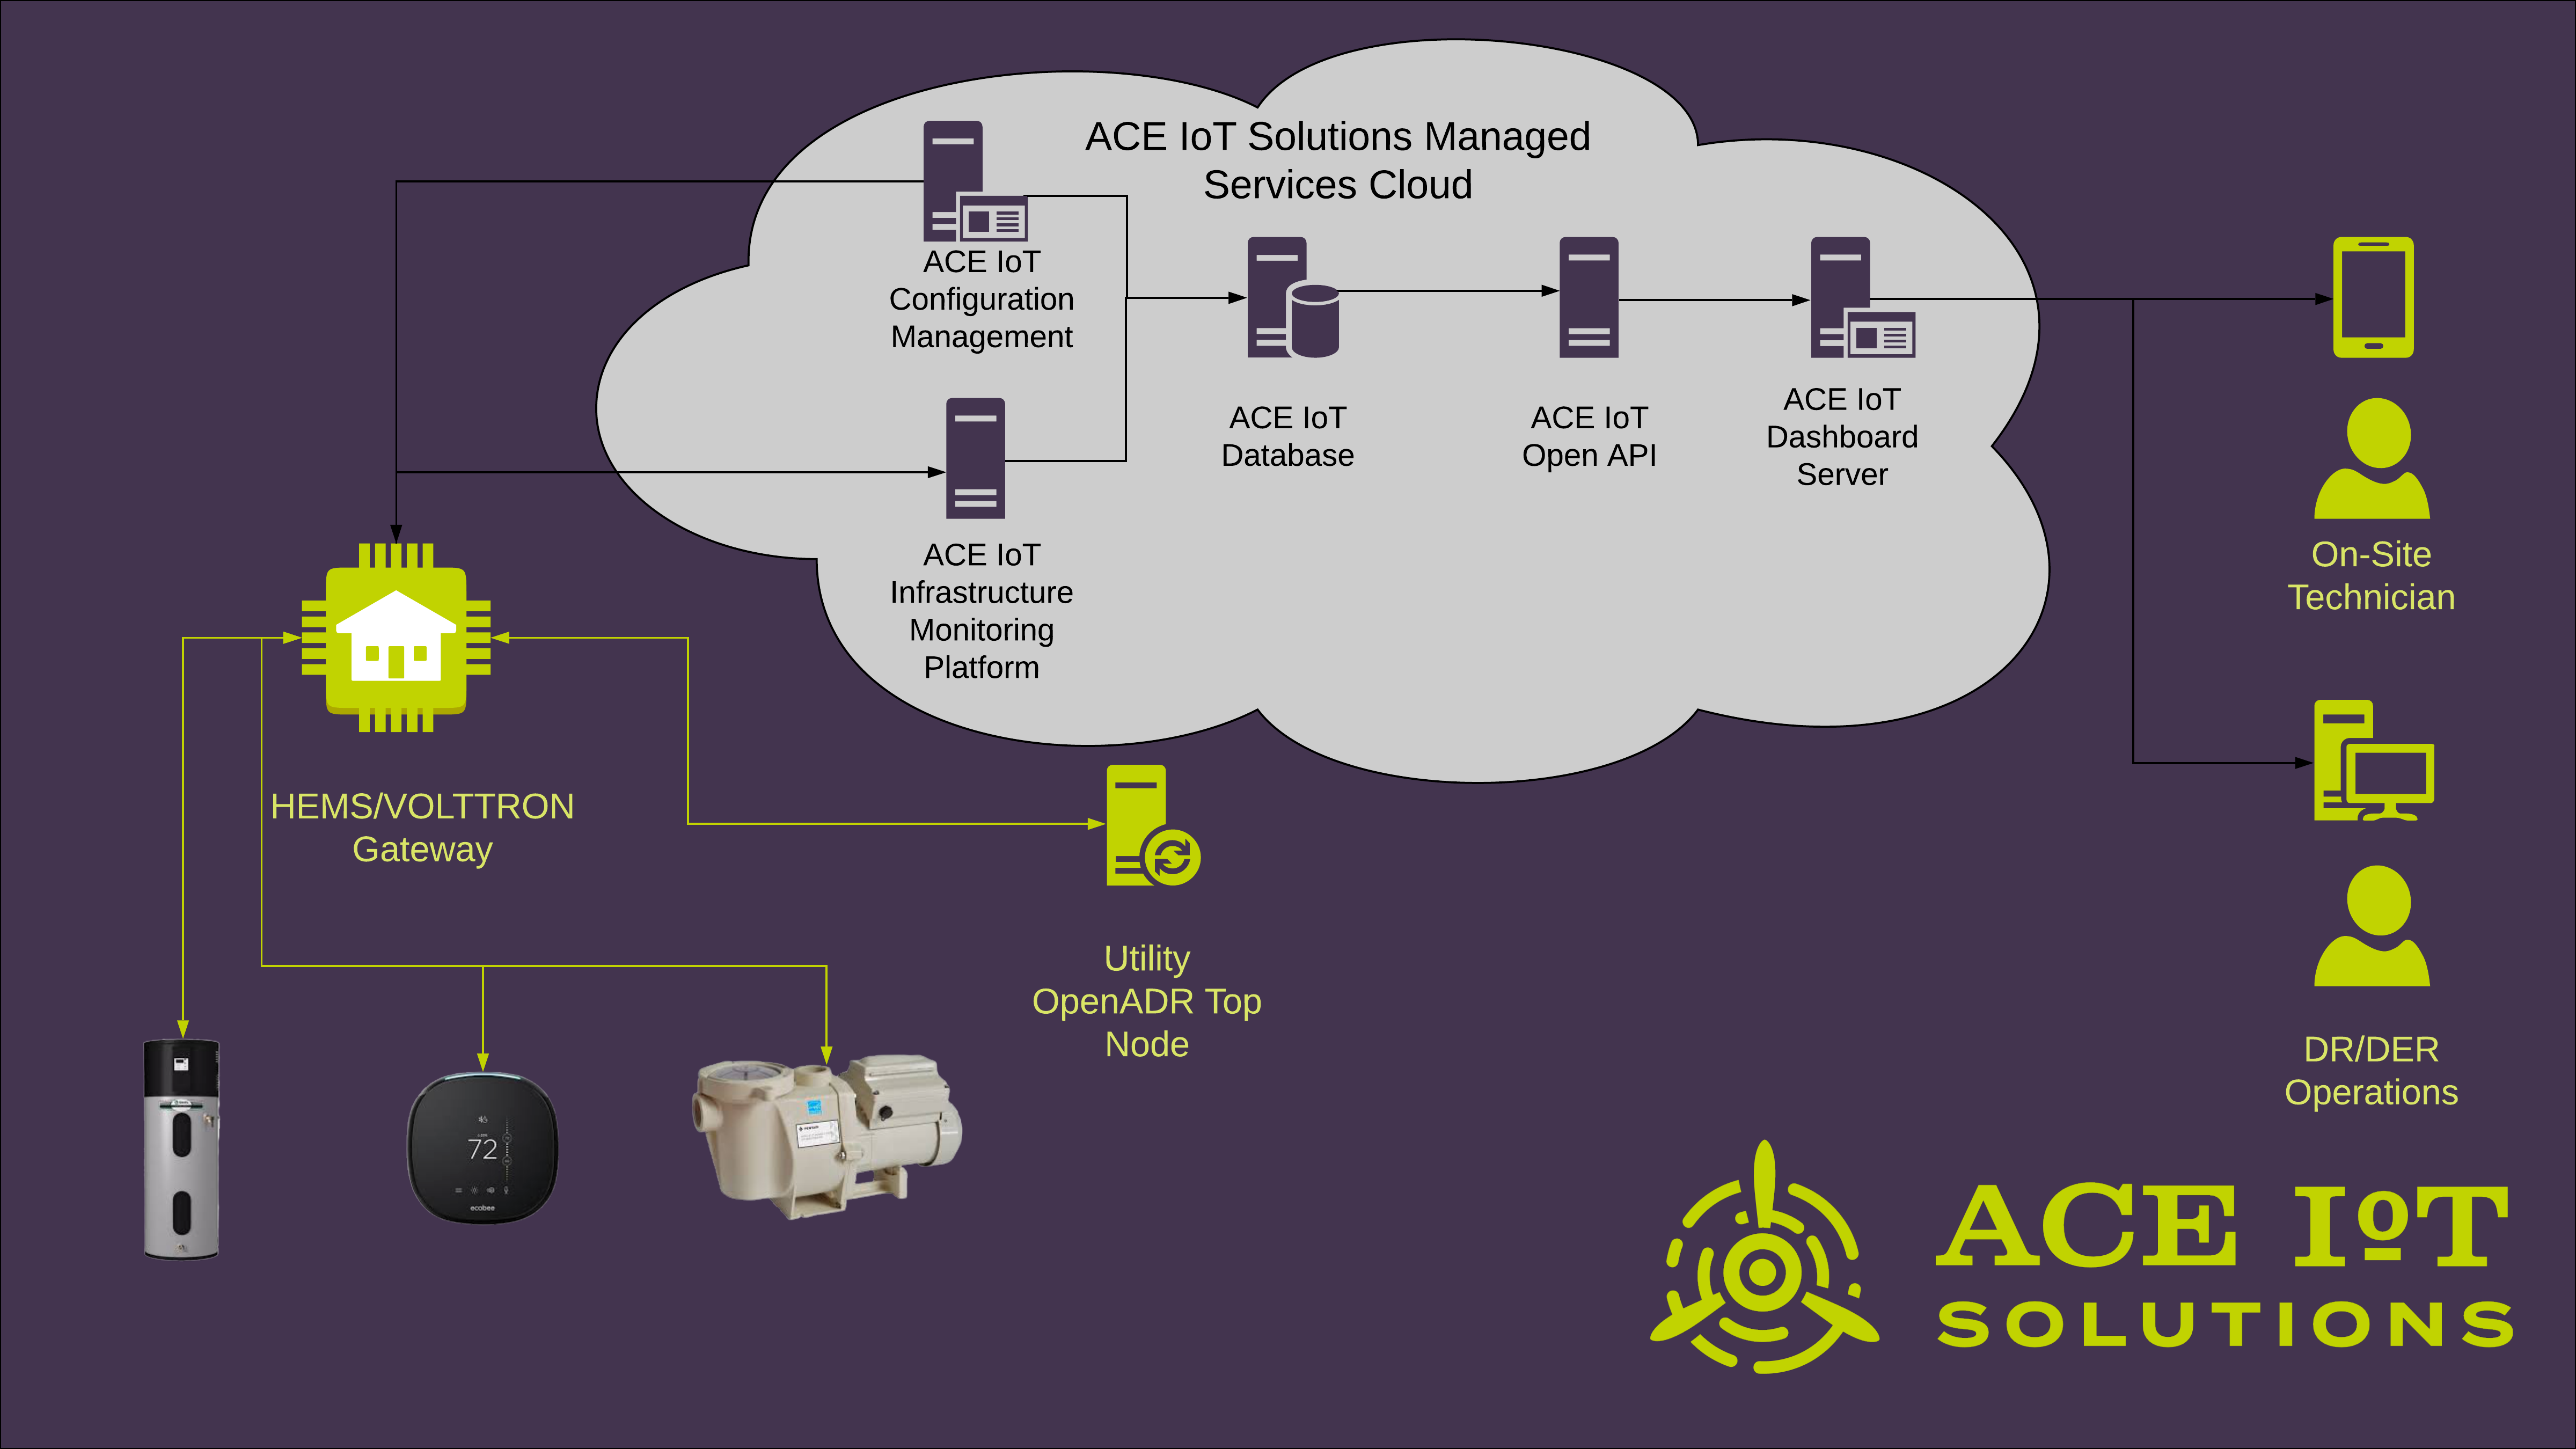 ACE IoT Solutions Managed
Services Cloud
ACE IoT
Configuration
Management
ACE IoT
Database
ACE IoT
Open API
ACE IoT
Dashboard
Server
ACE IoT
Infrastructure
Monitoring
Platform
On-Site
Technician
HEMS/VOLTTRON
Gateway
Utility
OpenADR Top
Node
DR/DER
Operations
72
ecobee
ACE IoT
SOLUTIONS